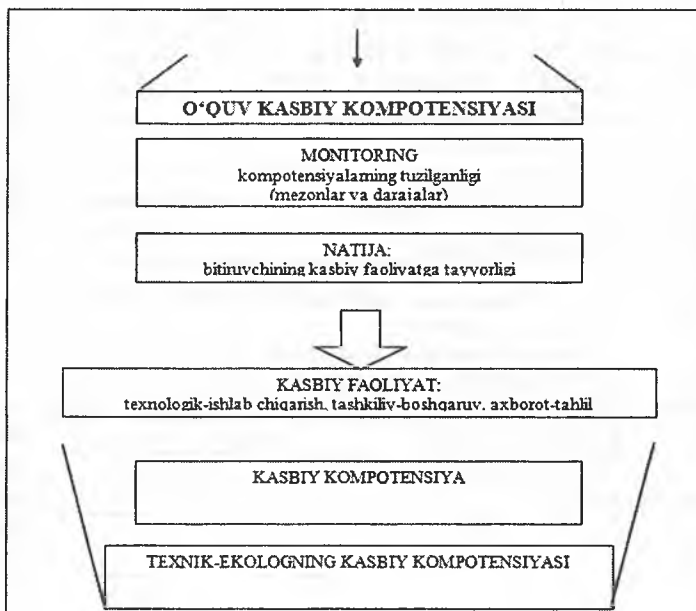 O‘QUV KASBIY KOMPOTENSIYASI
MONITORING
kompotensiyalarning tuzilganligi
(mezonlar va darajalar)
NATIJA:
bitiruvchining kasbiy faoliyatga tayyorligi
KASBIY FAOLIYAT:
texnologik-ishlab chiqarish, tashkiliy-boshqaruv, axborot-tahlil
KASBIY KOMPOTENSIYA
TEXNIK-EKOLOGNING KASBIY KOMPOTENSIYASI